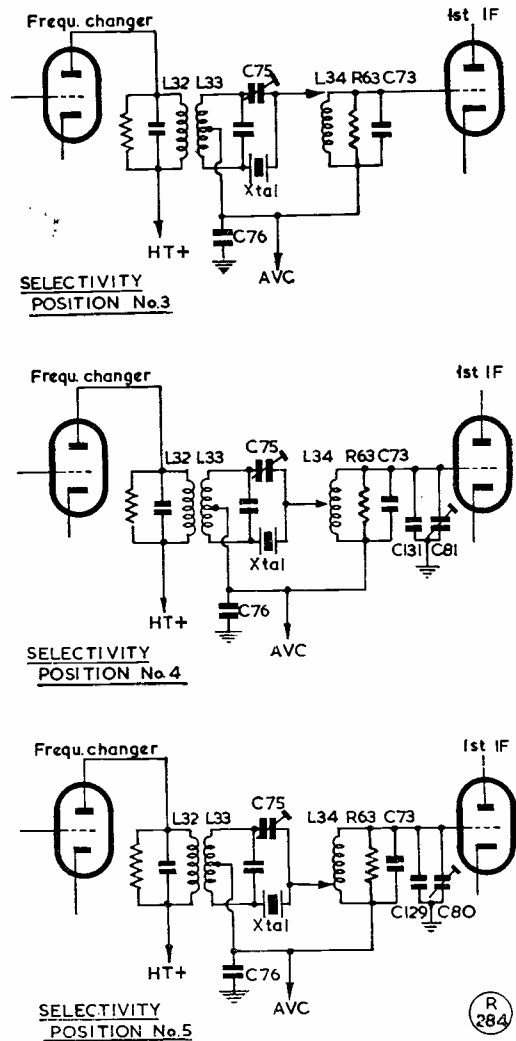 Frequ. changer
1st IF
L32 L33
C75
L34 R63 C73
Xtal
C76
HT+
AVC
SELECTIVITY
POSITION No.3
Frequ. changer
1st IF
L32 L33
C75
L34 R63 C73
Xtal
C131 C81
C76
HT+
AVC
SELECTIVITY
POSITION No.4
Frequ. changer
1st IF
L32 L33
C75
L34 R63 C73
Xtal
C129 C80
C76
HT+
AVC
SELECTIVITY
POSITION No.5
R
284